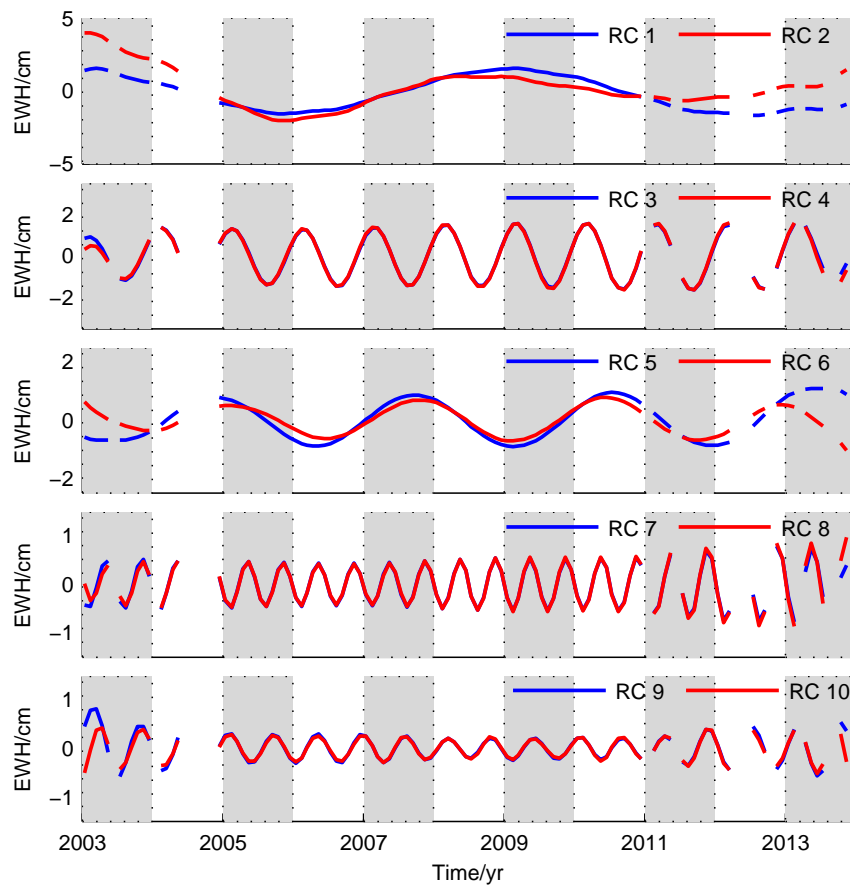 5
RC 1 RC 2
0
EWH/cm
−5
2
RC 3 RC 4
0
EWH/cm
−2
2
RC 5 RC 6
0
EWH/cm
−2
1
RC 7 RC 8
0
EWH/cm
−1
1
RC 9 RC 10
0
EWH/cm
−1
2003 2005 2007 2009 2011 2013
Time/yr